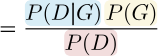 = P(D|G) P(G)
P(D)